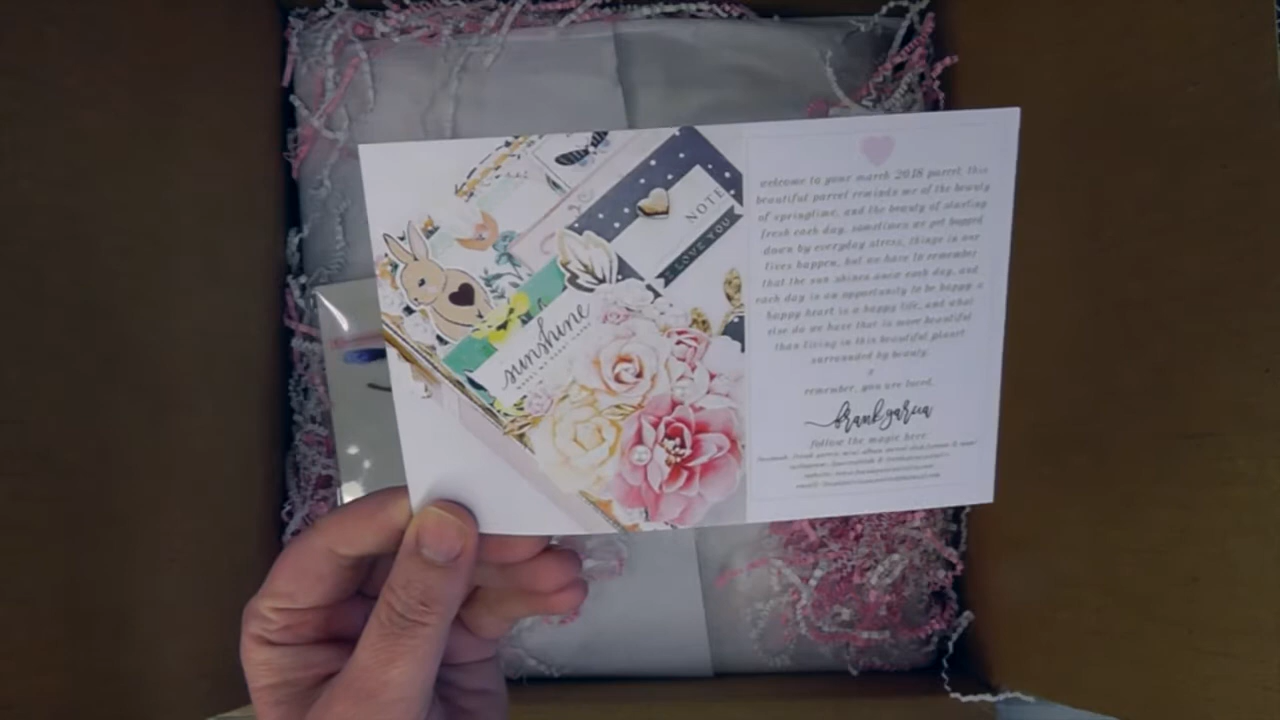 NOTE
I LOVE YOU
sunshine
welcome to your march 2018 parcel. this
beautiful parcel reminds me of the beauty
of springtime, and the beauty of starting
fresh each day. sometimes we get bogged
down by everyday stress, things in our
lives happen, but we have to remember
that the sun shines anew each day, and
each day is an opportunity to be happy. a
happy heart is a happy life, and what
else do we have that is more beautiful
than living in this beautiful planet
surrounded by beauty.
remember, you are loved,
frank garcia
follow the magic here: